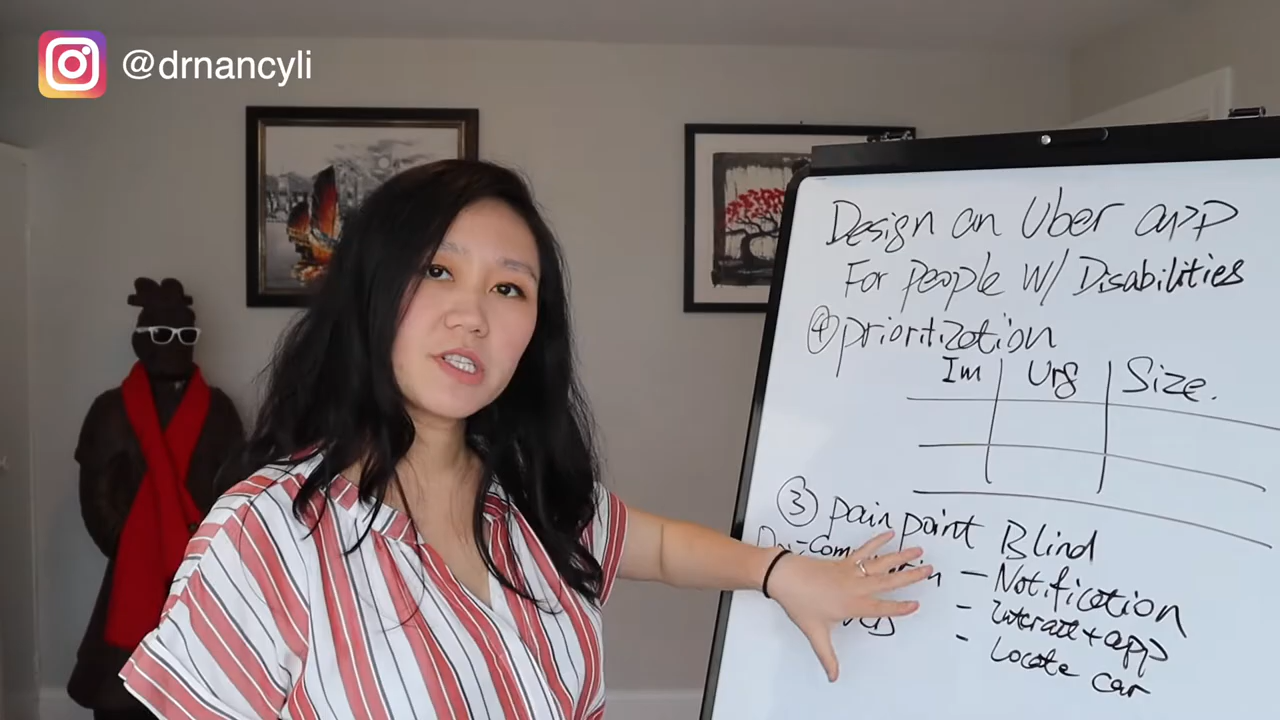 @drnancyli
Design an Uber app
For people w/ Disabilities
④ prioritization
Im Urg Size.
③ pain point Blind
- Notification
- Interact + app
- Locate car